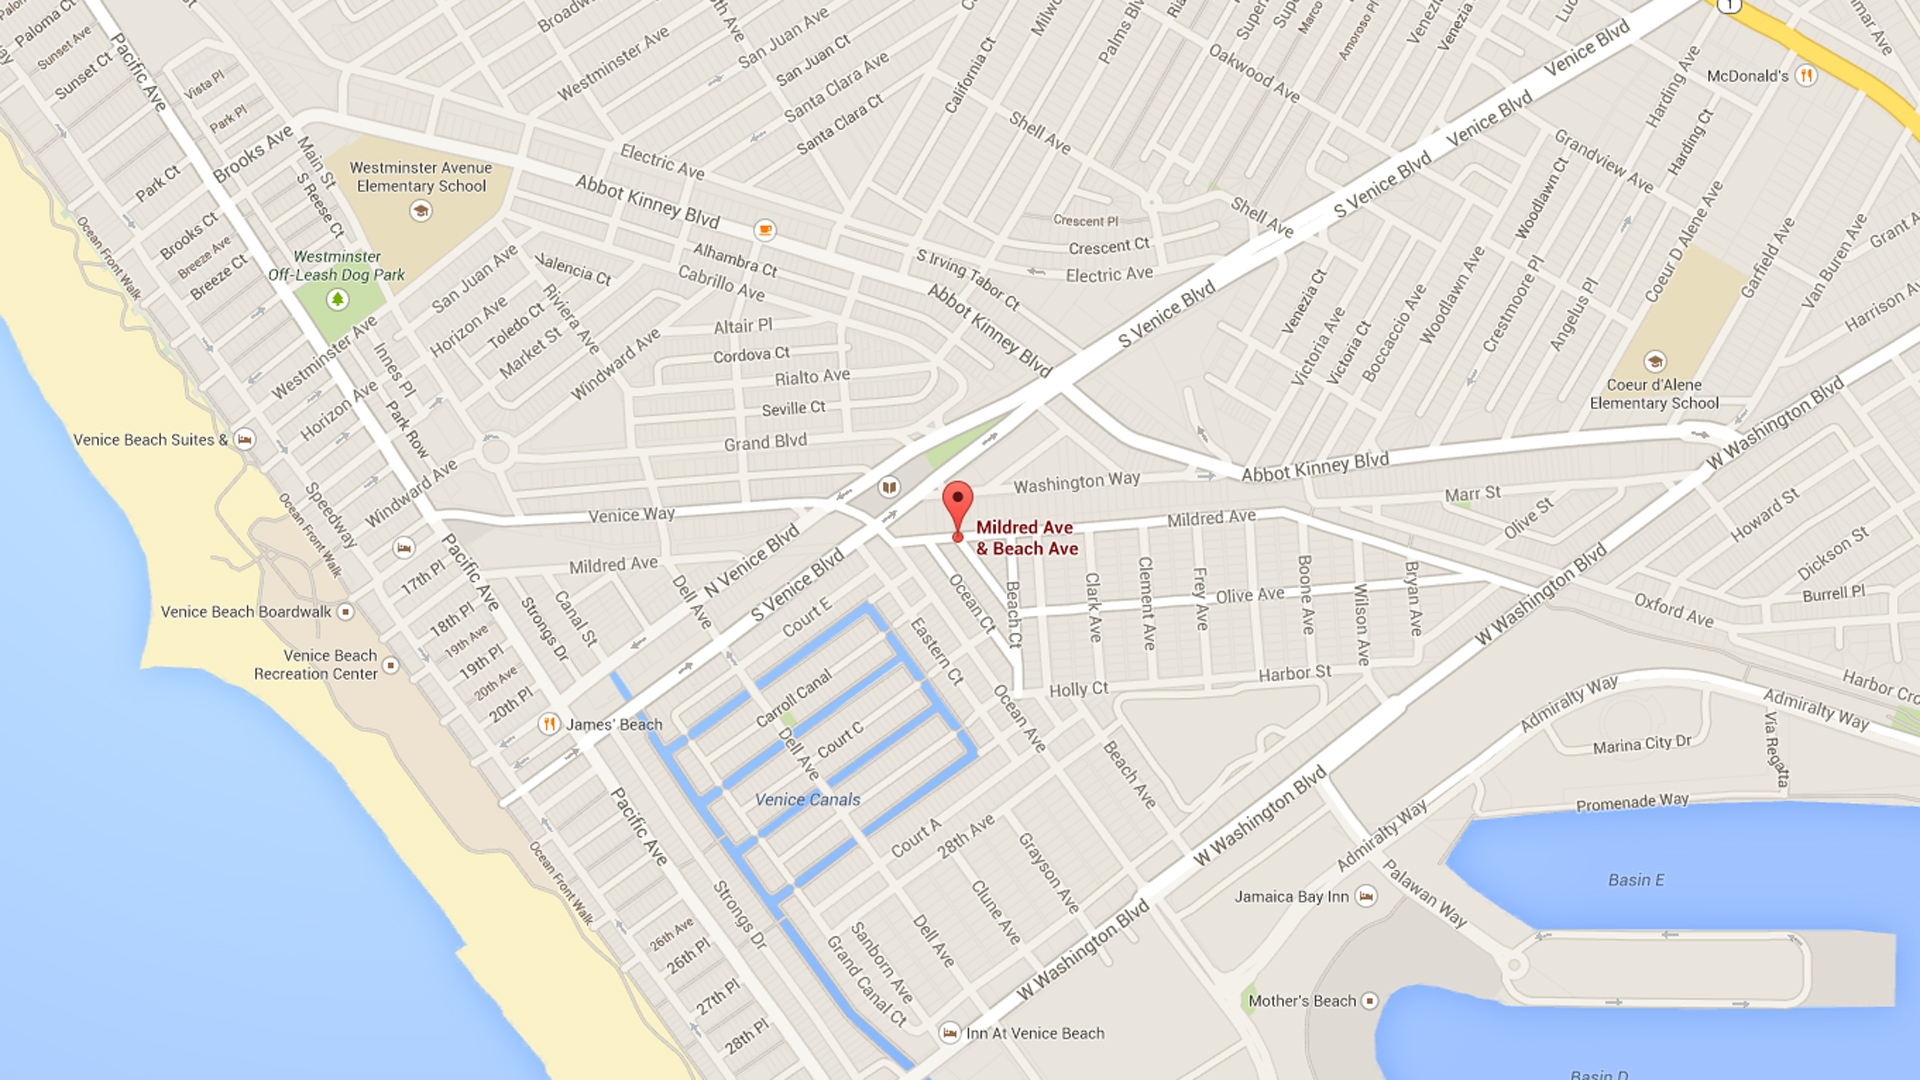 Paloma Ct
Sunset Ave
Sunset Ct
Pacific Ave
Vista Pl
Park Pl
Brooks Ave
Main St
S Reese Ct
Park Ct
Brooks Ct
Breeze Ave
Breeze Ct
Ocean Front Walk
Westminster Avenue
Elementary School
Westminster
Off-Leash Dog Park
Westminster Ave
San Juan Ave
San Juan Ct
Santa Clara Ave
Santa Clara Ct
California Ct
Electric Ave
Abbot Kinney Blvd
Alhambra Ct
Cabrillo Ave
Valencia Ct
San Juan Ave
Horizon Ave
Toledo Ct
Market St
Riviera Ave
Windward Ave
Altair Pl
Cordova Ct
Rialto Ave
Seville Ct
Grand Blvd
Westminster Ave
Innes Pl
Horizon Ave
Park Row
Windward Ave
Venice Beach Suites &
Speedway
Ocean Front Walk
Venice Way
Mildred Ave
Shell Ave
Oakwood Ave
Crescent Pl
Crescent Ct
Electric Ave
S Irving Tabor Ct
Abbot Kinney Blvd
Shell Ave
S Venice Blvd
S Venice Blvd
Venice Blvd
Venice Blvd
Amoroso Pl
1
McDonald's
Harding Ave
Harding Ct
Grandview Ave
Woodlawn Ct
Coeur D Alene Ave
Garfield Ave
Van Buren Ave
Venezia Ct
Victoria Ave
Victoria Ct
Boccaccio Ave
Woodlawn Ave
Crestmoore Pl
Angelus Pl
Coeur d'Alene
Elementary School
W Washington Blvd
Washington Way
Abbot Kinney Blvd
Marr St
Olive St
Howard St
Dickson St
Burrell Pl
Oxford Ave
Mildred Ave
& Beach Ave
Mildred Ave
Ocean Ct
Beach Ct
Clark Ave
Clement Ave
Frey Ave
Olive Ave
Boone Ave
Wilson Ave
Bryan Ave
W Washington Blvd
Harbor St
Holly Ct
N Venice Blvd
S Venice Blvd
Dell Ave
Court E
Eastern Ct
Carroll Canal
Court C
Dell Ave
Venice Canals
Court A
28th Ave
Ocean Ave
Beach Ave
Grayson Ave
Clune Ave
Dell Ave
Sanborn Ave
Grand Canal Ct
Pacific Ave
17th Pl
18th Pl
19th Ave
19th Pl
20th Ave
20th Pl
Strongs Dr
Canal St
Venice Beach Boardwalk
Venice Beach
Recreation Center
James' Beach
Pacific Ave
Strongs Dr
Ocean Front Walk
26th Ave
26th Pl
27th Pl
28th Pl
Inn At Venice Beach
W Washington Blvd
W Washington Blvd
Admiralty Way
Admiralty Way
Admiralty Way
Marina City Dr
Via Regatta
Promenade Way
Palawan Way
Jamaica Bay Inn
Mother's Beach
Basin E
Basin D